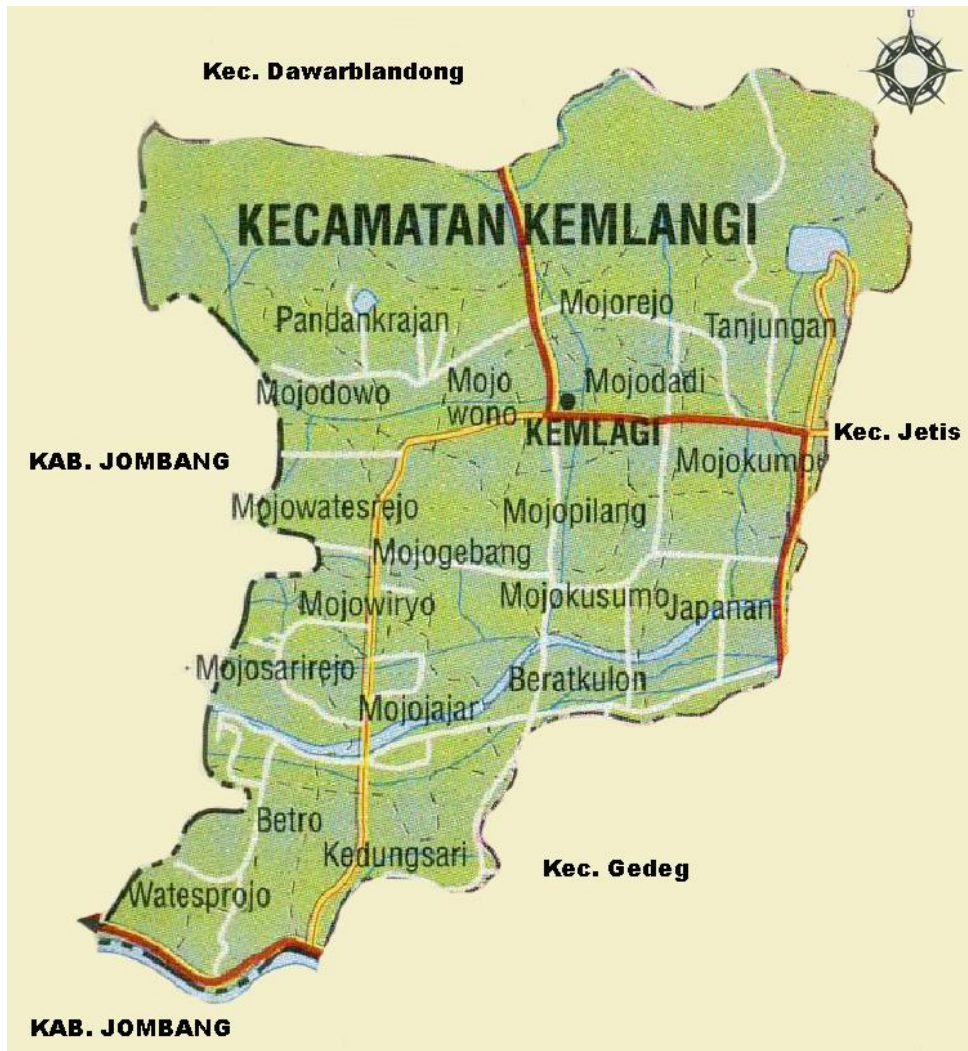 U
Kec. Dawarblandong
KECAMATAN KEMLANGI
Mojorejo
Pandankrajan
Tanjungan
Mojodowo
Mojo
wono
Mojodadi
KEMLAGI
Kec. Jetis
KAB. JOMBANG
Mojokumpul
Mojowatesrejo
Mojopilang
Mojogebang
Mojowiryo
Mojokusumo
Japanan
Mojosarirejo
Beratkulon
Mojojajar
Betro
Kedungsari
Kec. Gedeg
Watesprojo
KAB. JOMBANG